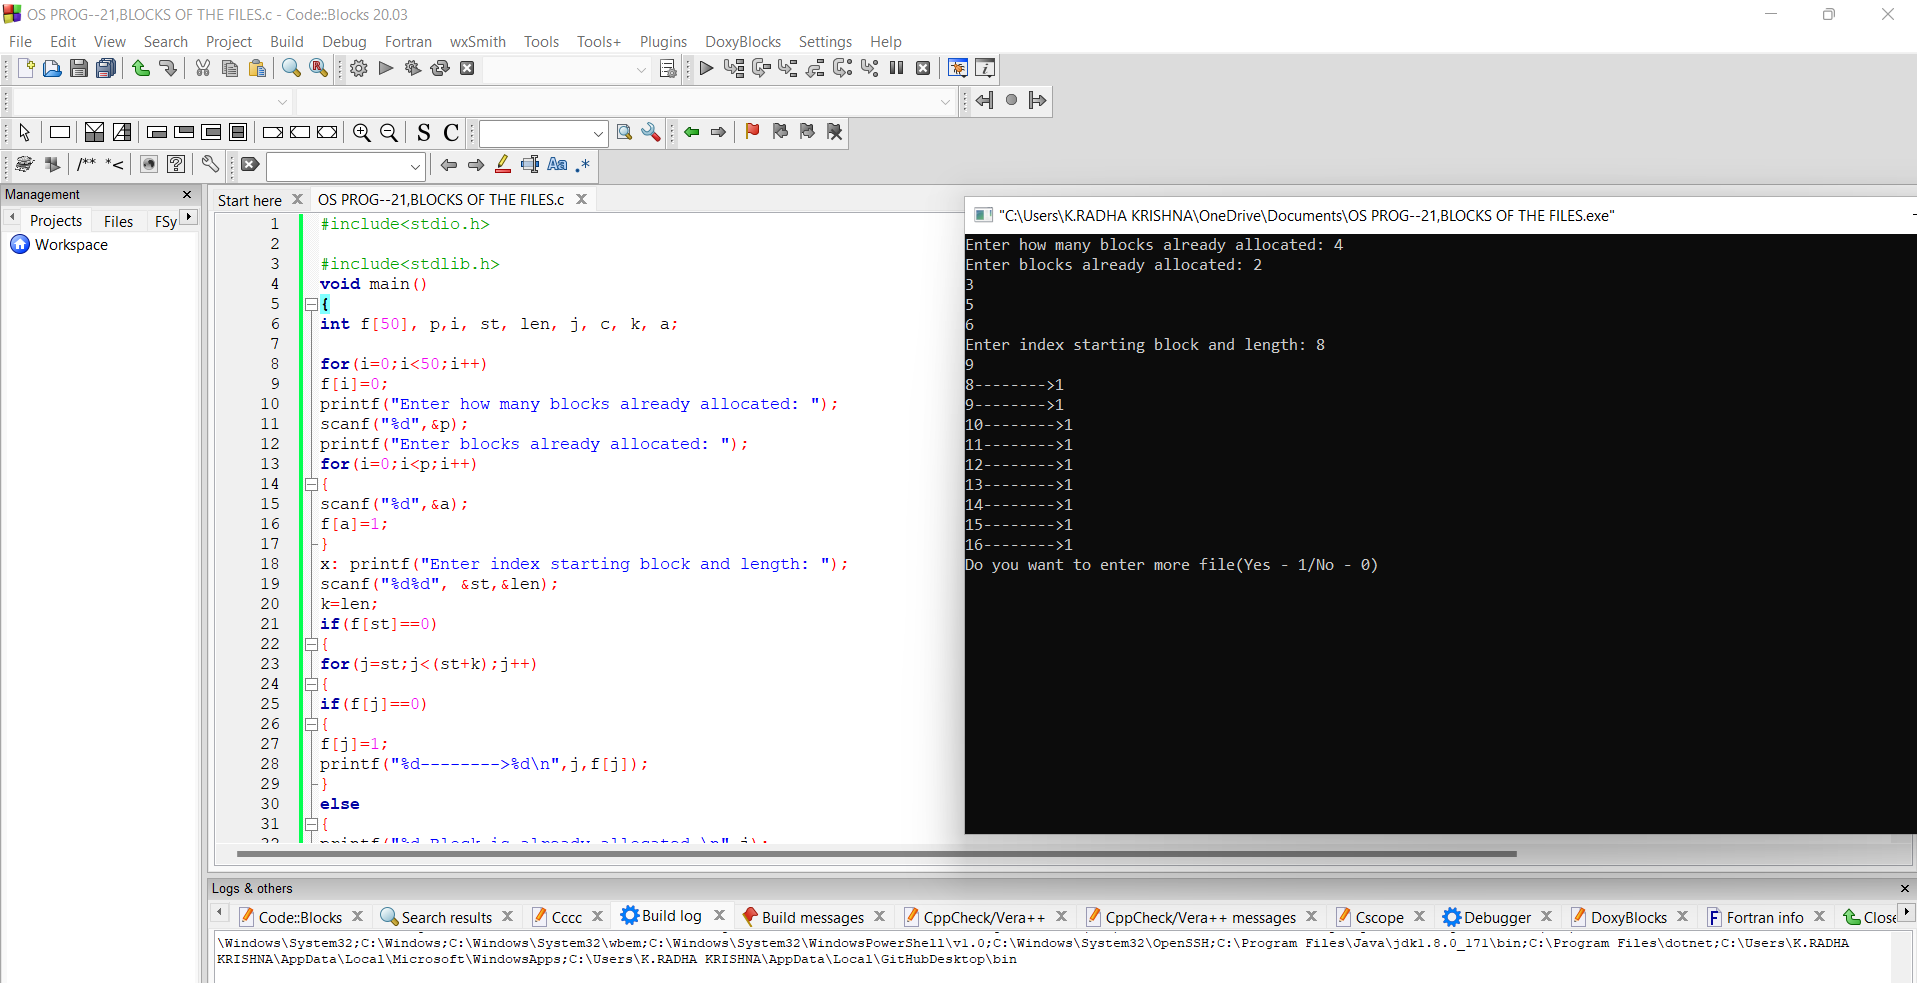 OS PROG--21,BLOCKS OF THE FILES.c - Code::Blocks 20.03
File Edit View Search Project Build Debug Fortran wxSmith Tools Tools+ Plugins DoxyBlocks Settings Help
S C
/** *<
Aa .*
Management
Projects Files FSy
Workspace
Start here OS PROG--21,BLOCKS OF THE FILES.c
1 #include<stdio.h>
2
3 #include<stdlib.h>
4 void main()
5 {
6 int f[50], p,i, st, len, j, c, k, a;
7
8 for(i=0;i<50;i++)
9 f[i]=0;
10 printf("Enter how many blocks already allocated: ");
11 scanf("%d",&p);
12 printf("Enter blocks already allocated: ");
13 for(i=0;i<p;i++)
14 {
15 scanf("%d",&a);
16 f[a]=1;
17 }
18 x: printf("Enter index starting block and length: ");
19 scanf("%d%d", &st,&len);
20 k=len;
21 if(f[st]==0)
22 {
23 for(j=st;j<(st+k);j++)
24 {
25 if(f[j]==0)
26 {
27 f[j]=1;
28 printf("%d-------->%d\n",j,f[j]);
29 }
30 else
31 {
32 printf("%d Block is already allocated \n",j);
"C:\Users\K.RADHA KRISHNA\OneDrive\Documents\OS PROG--21,BLOCKS OF THE FILES.exe"
Enter how many blocks already allocated: 4
Enter blocks already allocated: 2
3
5
6
Enter index starting block and length: 8
9
8-------->1
9-------->1
10-------->1
11-------->1
12-------->1
13-------->1
14-------->1
15-------->1
16-------->1
Do you want to enter more file(Yes - 1/No - 0)
Logs & others
Code::Blocks Search results Cccc Build log Build messages CppCheck/Vera++ CppCheck/Vera++ messages Cscope Debugger DoxyBlocks Fortran info Close
\Windows\System32;C:\Windows;C:\Windows\System32\wbem;C:\Windows\System32\WindowsPowerShell\v1.0;C:\Windows\System32\OpenSSH;C:\Program Files\Java\jdk1.8.0_171\bin;C:\Program Files\dotnet;C:\Users\K.RADHA
KRISHNA\AppData\Local\Microsoft\WindowsApps;C:\Users\K.RADHA KRISHNA\AppData\Local\GitHubDesktop\bin